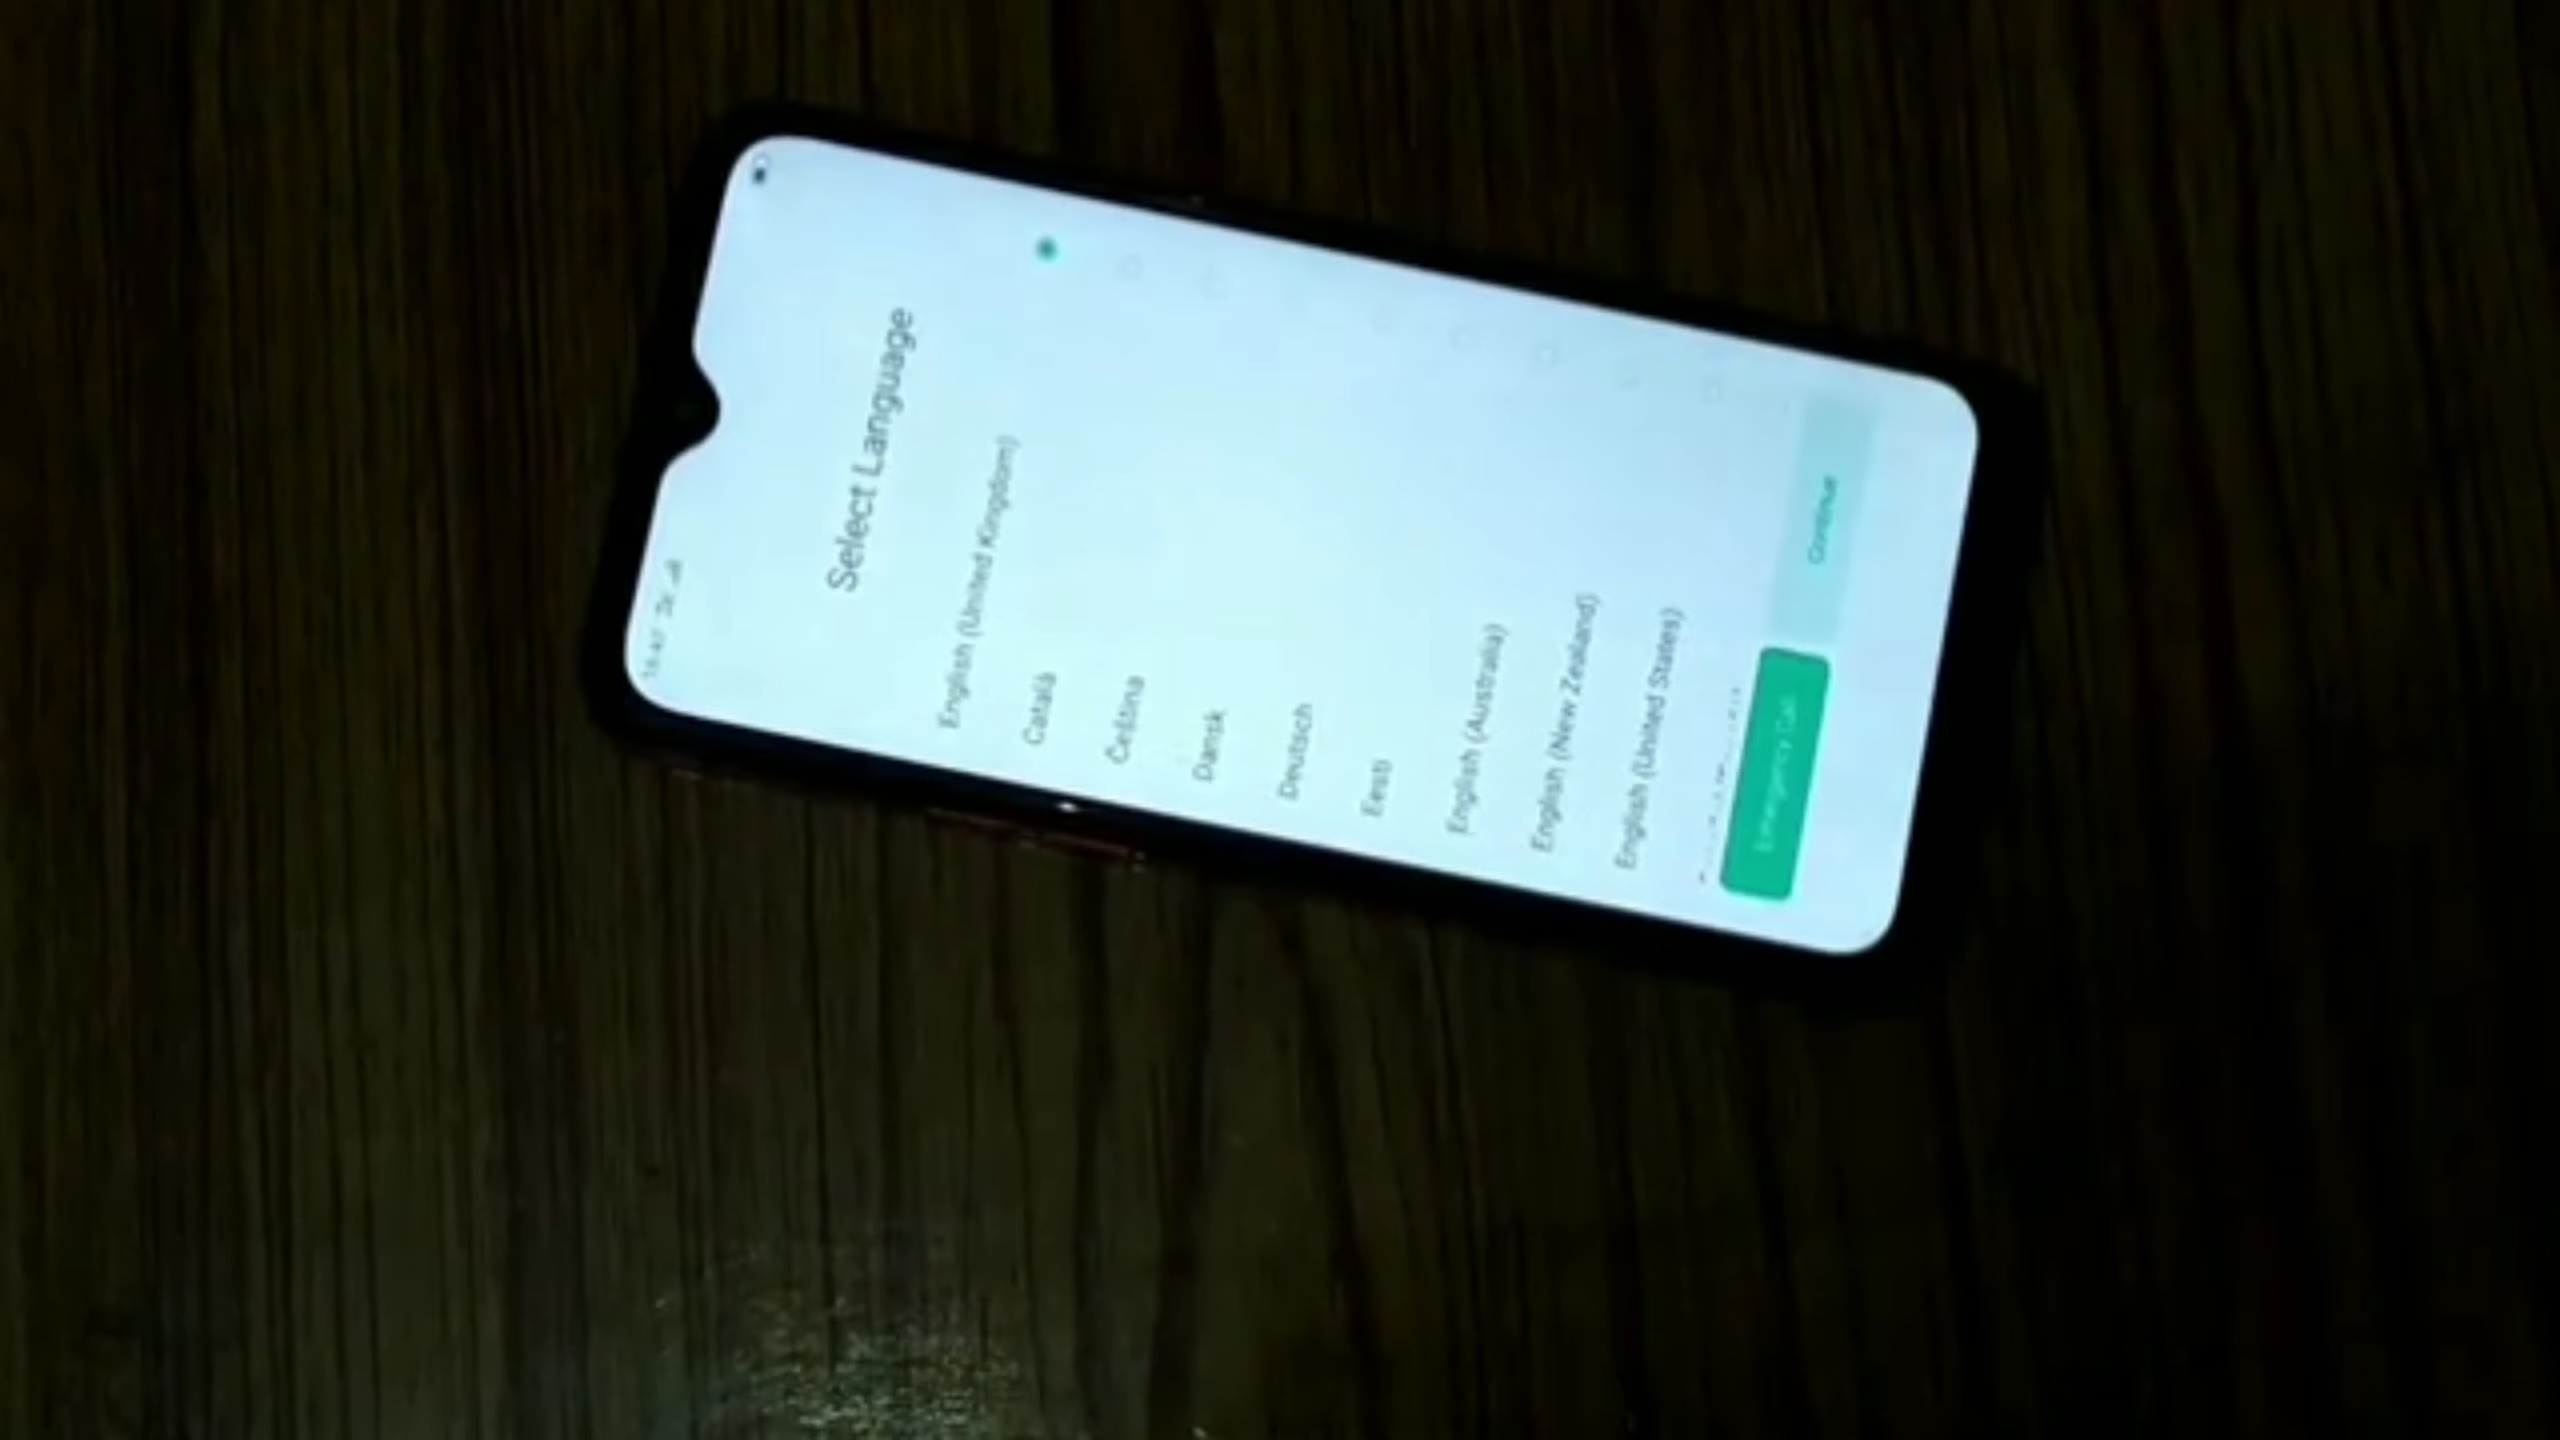 Select Language
English (United Kingdom)
Català
Čeština
Dansk
Deutsch
Eesti
English (Australia)
English (New Zealand)
English (United States)
Emergency Call
Continue